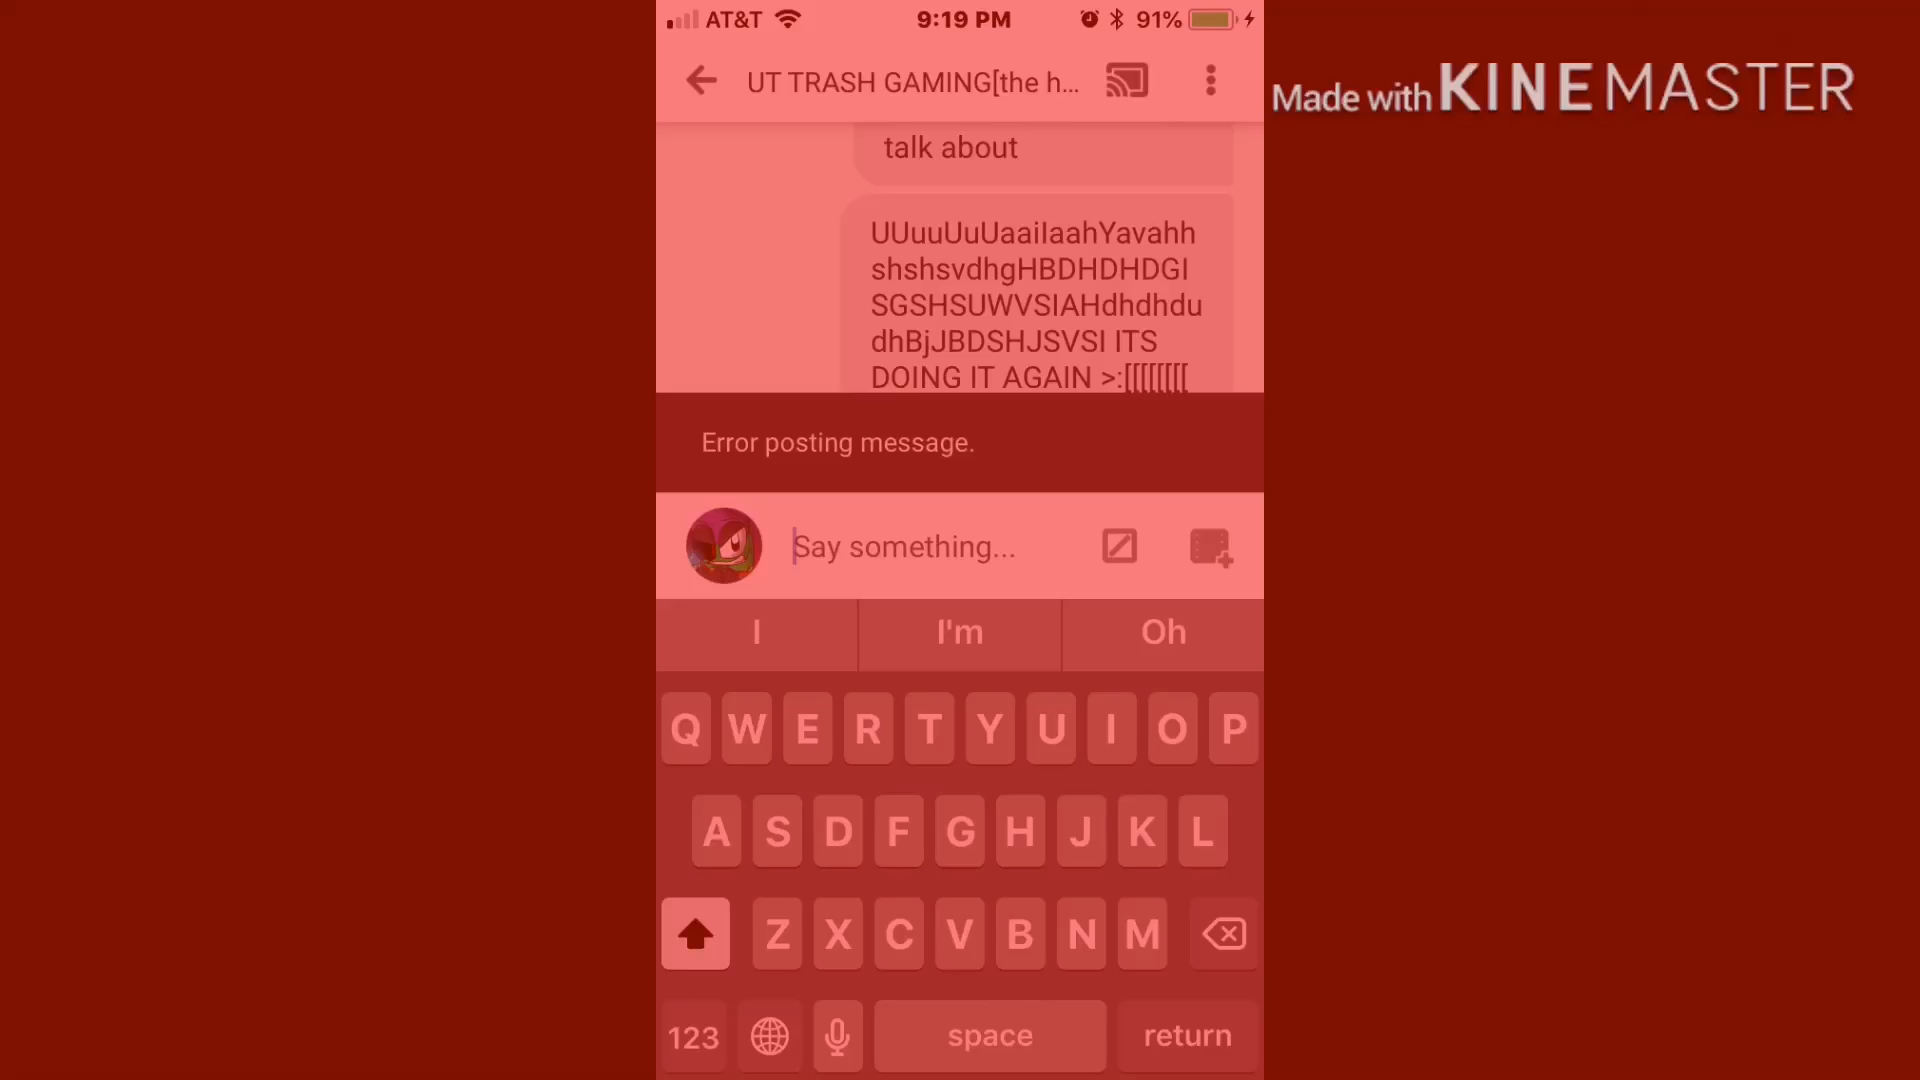 AT&T 9:19 PM 91%
UT TRASH GAMING[the h...
Made with KINEMASTER
talk about
UUuuUuUaaiIaahYavahh
shshsvdhgHBDHDHDGI
SGSHSUWVSIAHdhdhdu
dhBjJBDSHJSVSI ITS
DOING IT AGAIN >:[[[[[[[[
Error posting message.
Say something...
I I'm Oh
Q W E R T Y U I O P
A S D F G H J K L
Z X C V B N M
123 space return